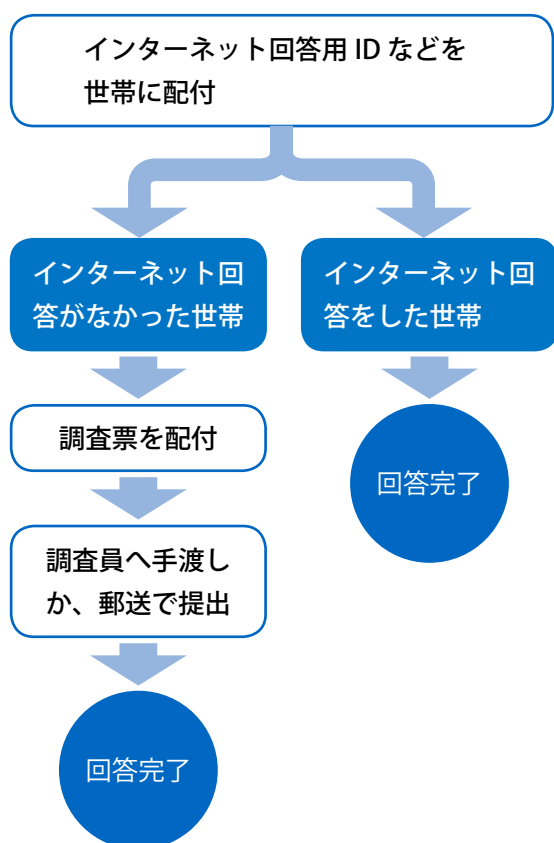 インターネット回答用 ID などを
世帯に配付
インターネット回
答がなかった世帯
インターネット回
答をした世帯
調査票を配付
回答完了
調査員へ手渡し
か、郵送で提出
回答完了